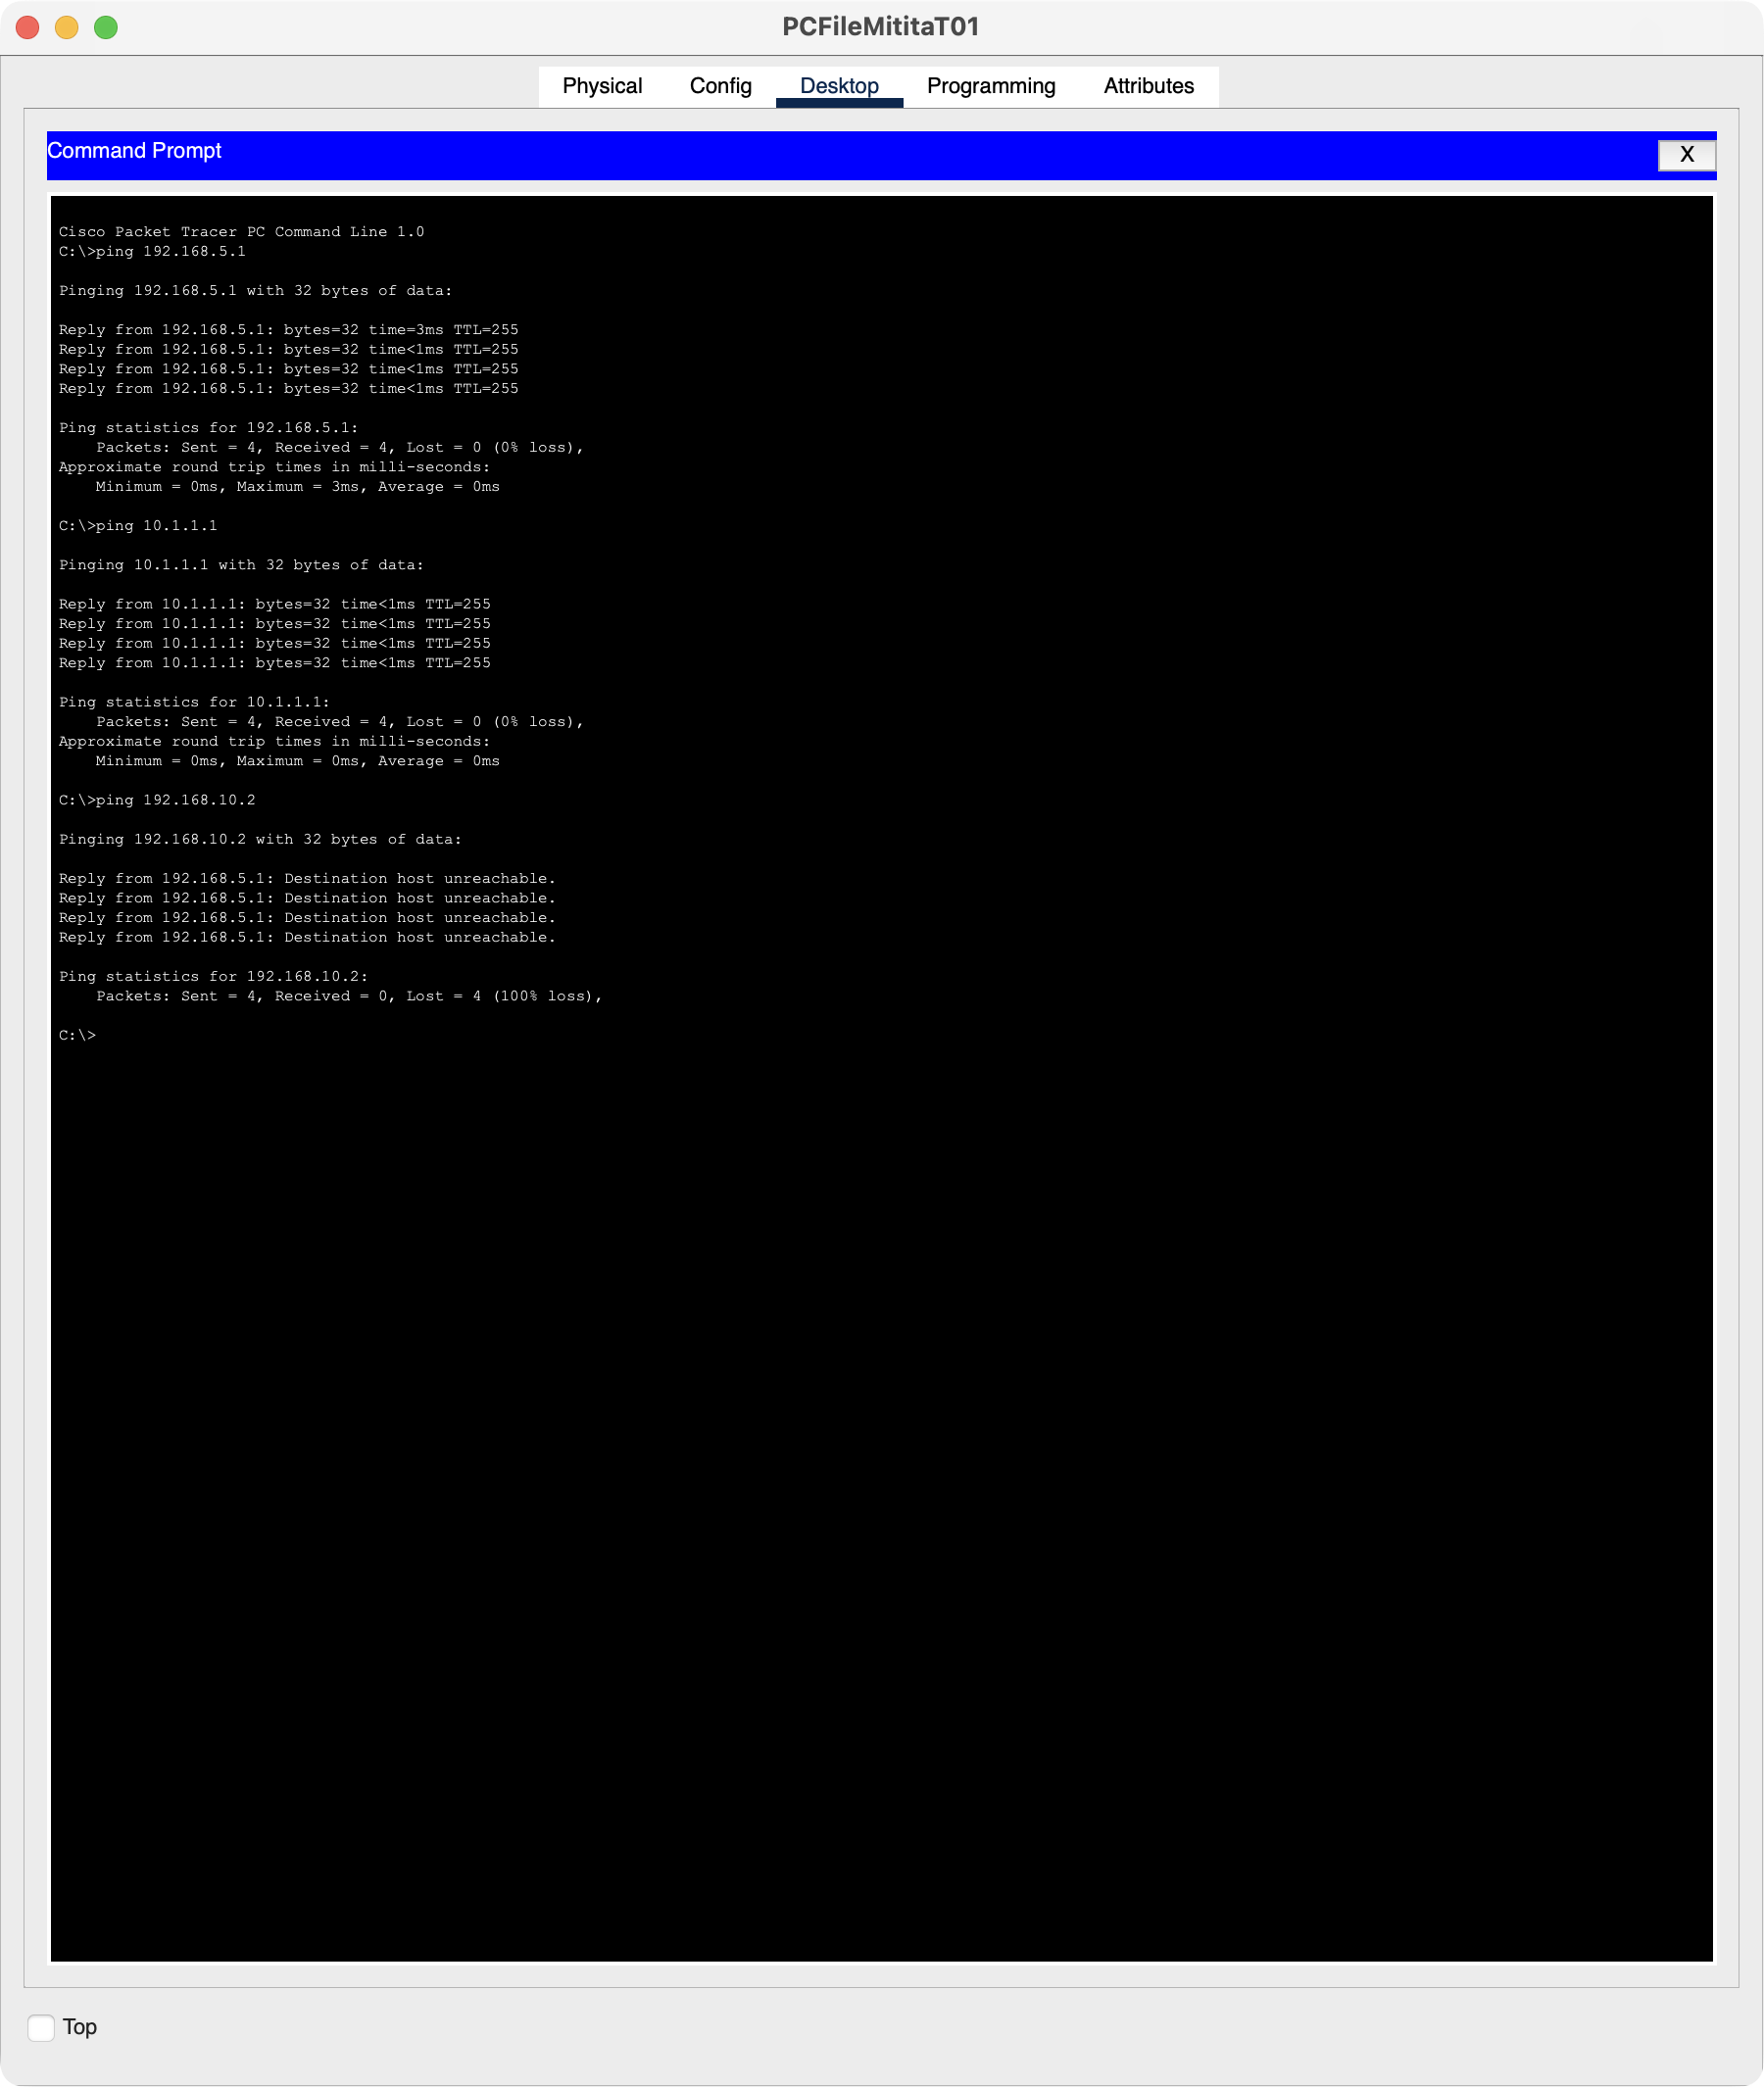 PCFileMititaT01
Physical Config Desktop Programming Attributes
Command Prompt X
Cisco Packet Tracer PC Command Line 1.0
C:\>ping 192.168.5.1
Pinging 192.168.5.1 with 32 bytes of data:
Reply from 192.168.5.1: bytes=32 time=3ms TTL=255
Reply from 192.168.5.1: bytes=32 time<1ms TTL=255
Reply from 192.168.5.1: bytes=32 time<1ms TTL=255
Reply from 192.168.5.1: bytes=32 time<1ms TTL=255
Ping statistics for 192.168.5.1:
    Packets: Sent = 4, Received = 4, Lost = 0 (0% loss),
Approximate round trip times in milli-seconds:
    Minimum = 0ms, Maximum = 3ms, Average = 0ms
C:\>ping 10.1.1.1
Pinging 10.1.1.1 with 32 bytes of data:
Reply from 10.1.1.1: bytes=32 time<1ms TTL=255
Reply from 10.1.1.1: bytes=32 time<1ms TTL=255
Reply from 10.1.1.1: bytes=32 time<1ms TTL=255
Reply from 10.1.1.1: bytes=32 time<1ms TTL=255
Ping statistics for 10.1.1.1:
    Packets: Sent = 4, Received = 4, Lost = 0 (0% loss),
Approximate round trip times in milli-seconds:
    Minimum = 0ms, Maximum = 0ms, Average = 0ms
C:\>ping 192.168.10.2
Pinging 192.168.10.2 with 32 bytes of data:
Reply from 192.168.5.1: Destination host unreachable.
Reply from 192.168.5.1: Destination host unreachable.
Reply from 192.168.5.1: Destination host unreachable.
Reply from 192.168.5.1: Destination host unreachable.
Ping statistics for 192.168.10.2:
    Packets: Sent = 4, Received = 0, Lost = 4 (100% loss),
C:\>
Top